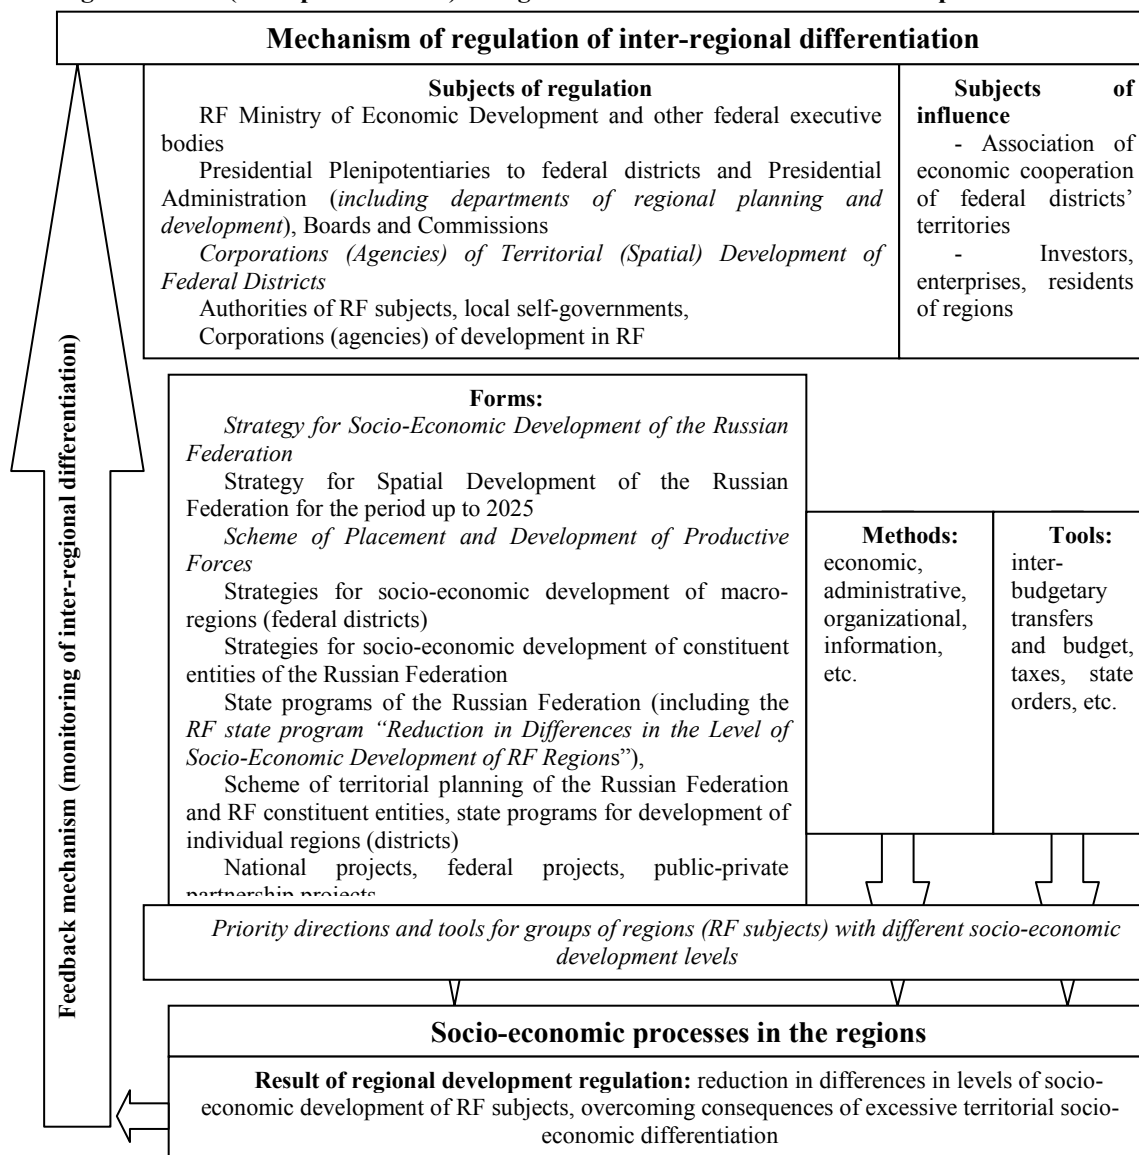 Mechanism of regulation of inter-regional differentiation
Subjects of regulation
RF Ministry of Economic Development and other federal executive
bodies
Presidential Plenipotentiaries to federal districts and Presidential
Administration (including departments of regional planning and
development), Boards and Commissions
Corporations (Agencies) of Territorial (Spatial) Development of
Federal Districts
Authorities of RF subjects, local self-governments,
Corporations (agencies) of development in RF
Subjects of
influence
- Association of
economic cooperation
of federal districts’
territories
- Investors,
enterprises, residents
of regions
Feedback mechanism (monitoring of inter-regional differentiation)
Forms:
Strategy for Socio-Economic Development of the Russian
Federation
Strategy for Spatial Development of the Russian
Federation for the period up to 2025
Scheme of Placement and Development of Productive
Forces
Strategies for socio-economic development of macro-
regions (federal districts)
Strategies for socio-economic development of constituent
entities of the Russian Federation
State programs of the Russian Federation (including the
RF state program “Reduction in Differences in the Level of
Socio-Economic Development of RF Regions”),
Scheme of territorial planning of the Russian Federation
and RF constituent entities, state programs for development of
individual regions (districts)
National projects, federal projects, public-private
partnership projects
Methods:
economic,
administrative,
organizational,
information,
etc.
Tools:
inter-
budgetary
transfers
and budget,
taxes, state
orders, etc.
Priority directions and tools for groups of regions (RF subjects) with different socio-economic
development levels
Socio-economic processes in the regions
Result of regional development regulation: reduction in differences in levels of socio-
economic development of RF subjects, overcoming consequences of excessive territorial socio-
economic differentiation